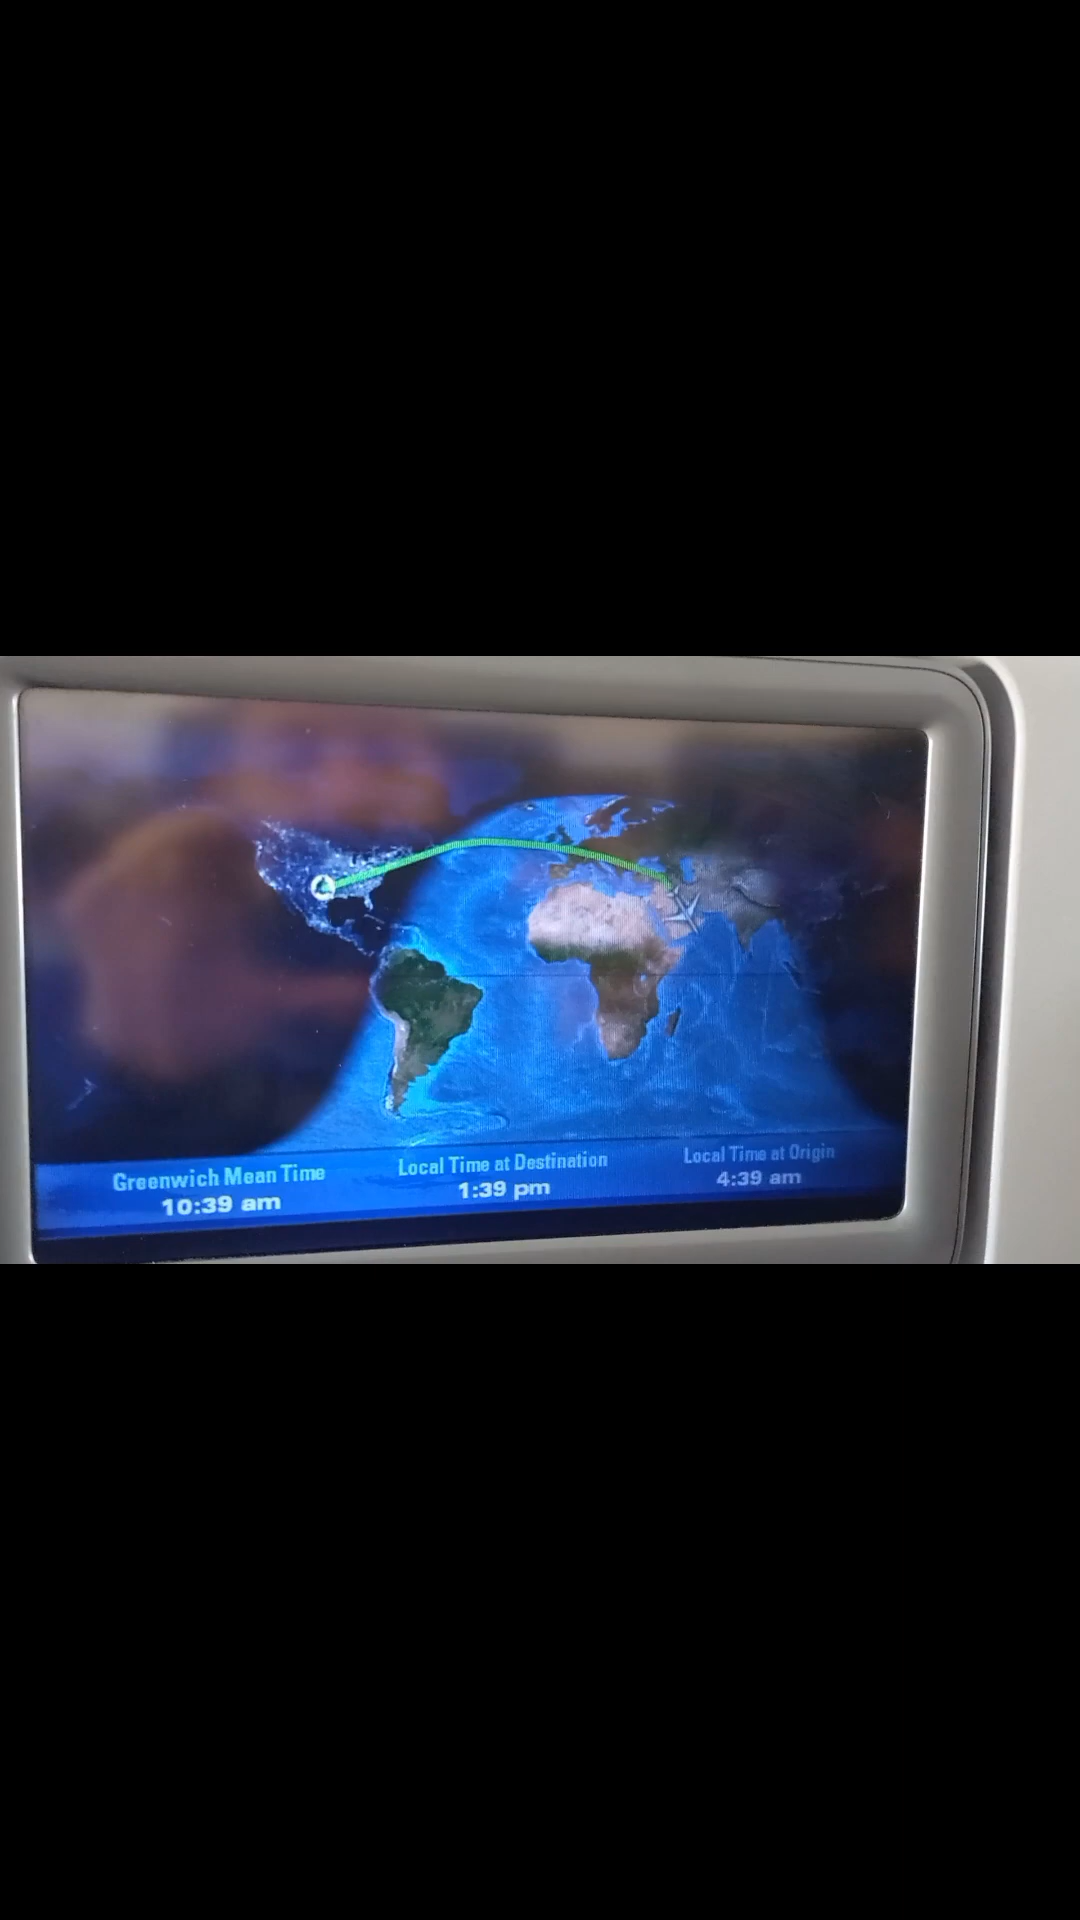 Greenwich Mean Time
10:39 am
Local Time at Destination
1:39 pm
Local Time at Origin
4:39 am